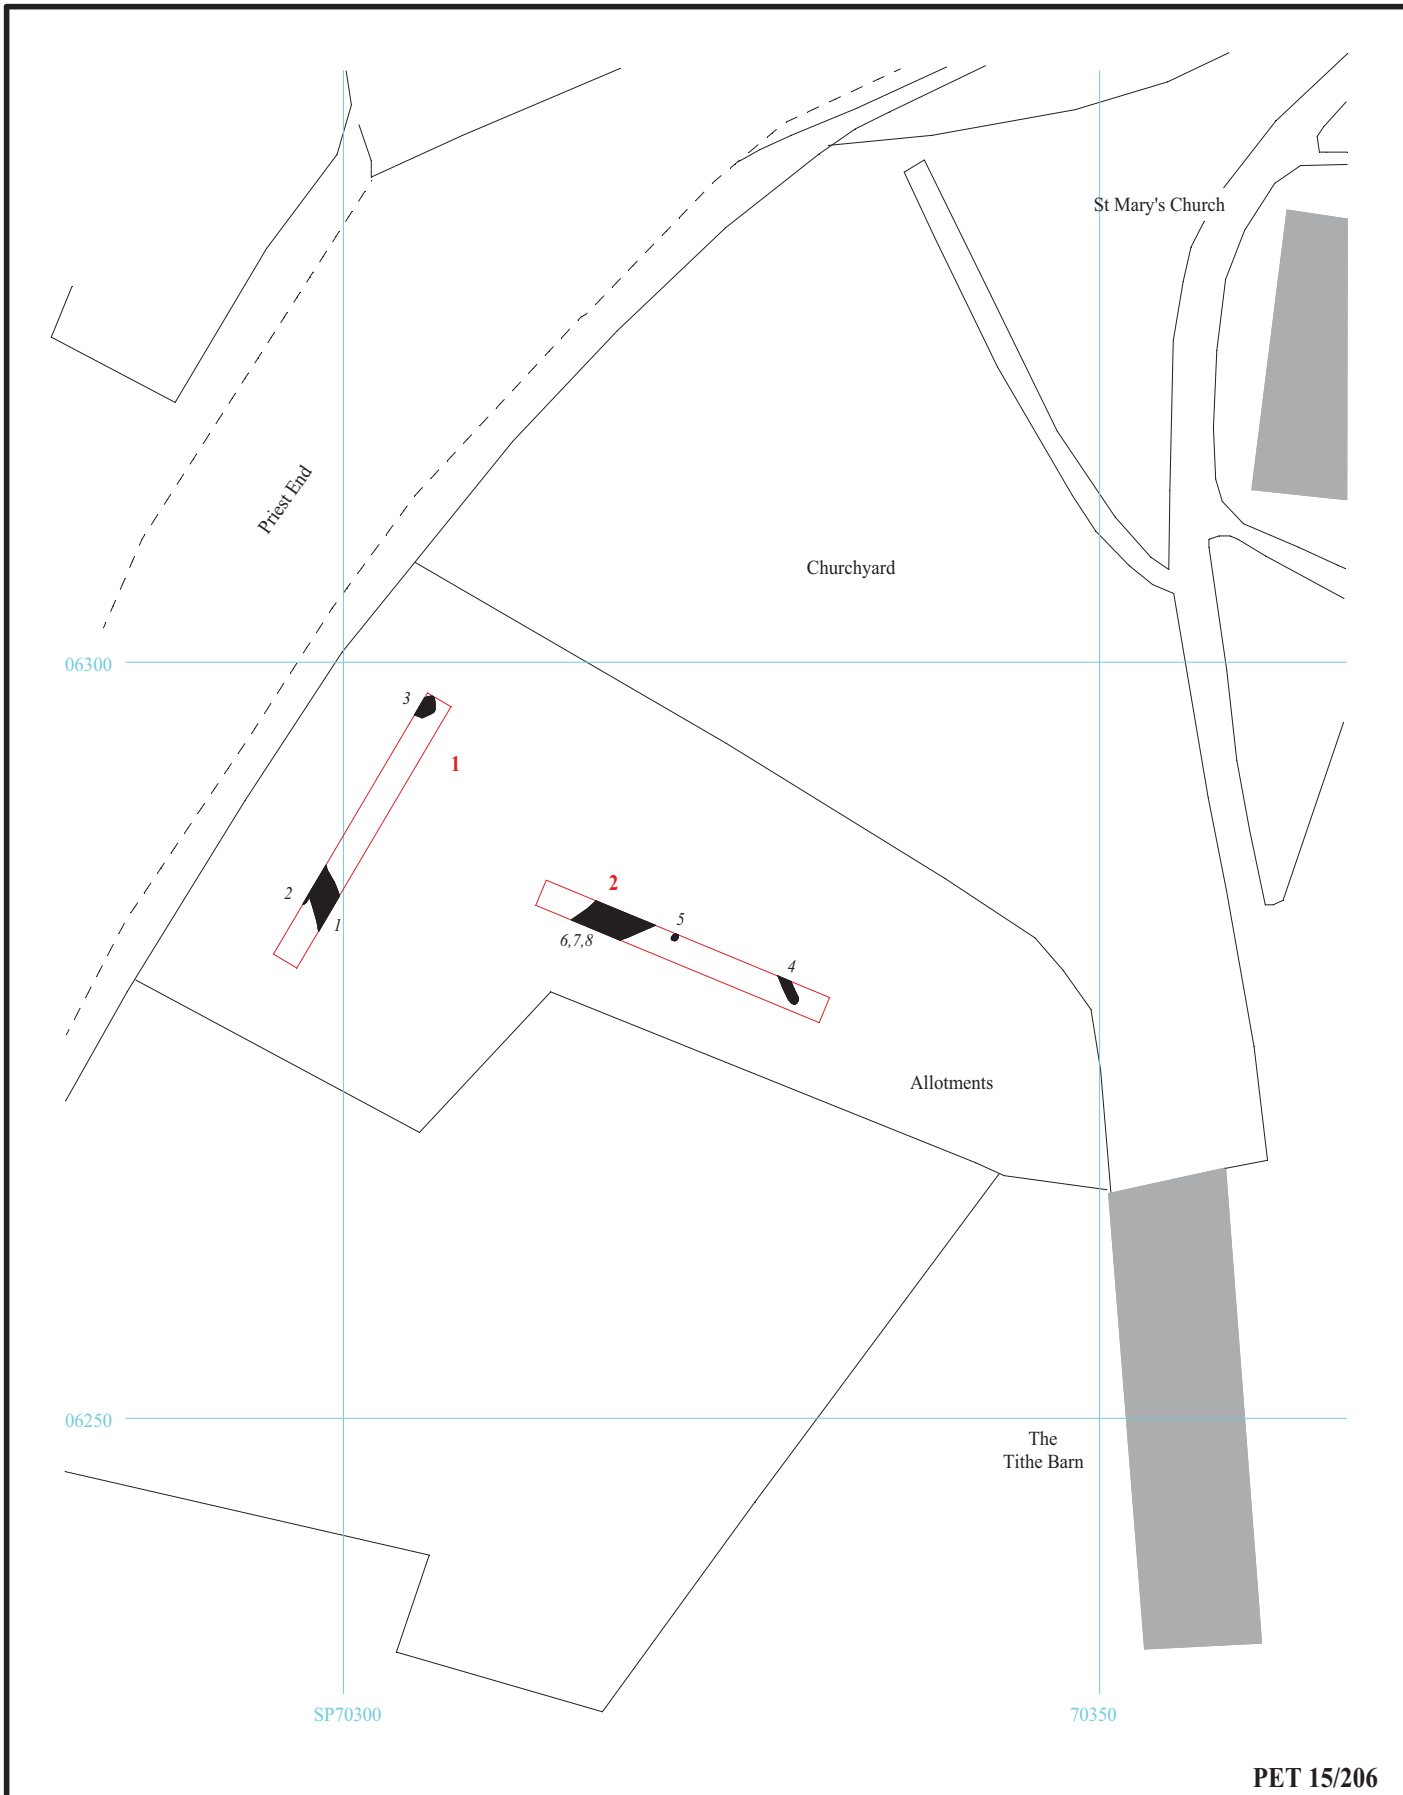 St Mary's Church
Priest End
Churchyard
06300
3
1
2
1
2
5
6,7,8
4
Allotments
06250
The
Tithe Barn
SP70300
70350
PET 15/206